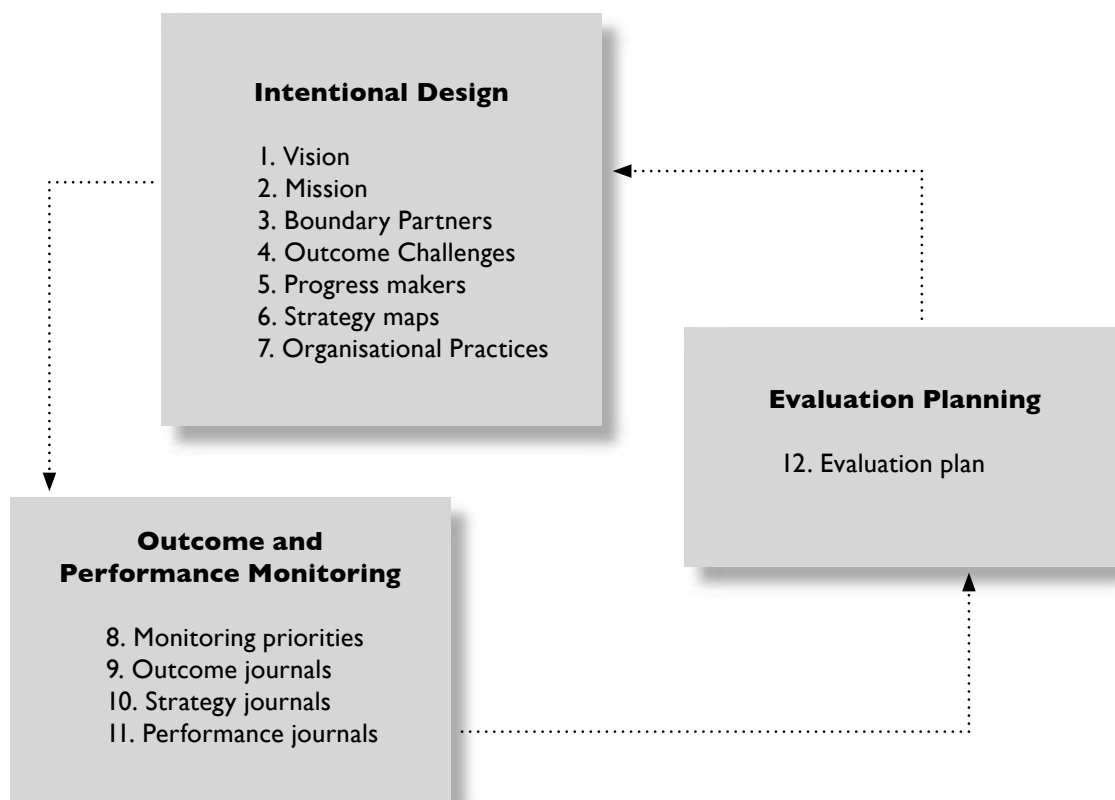 Intentional Design
1. Vision
2. Mission
3. Boundary Partners
4. Outcome Challenges
5. Progress makers
6. Strategy maps
7. Organisational Practices
Evaluation Planning
12. Evaluation plan
Outcome and
Performance Monitoring
8. Monitoring priorities
9. Outcome journals
10. Strategy journals
11. Performance journals